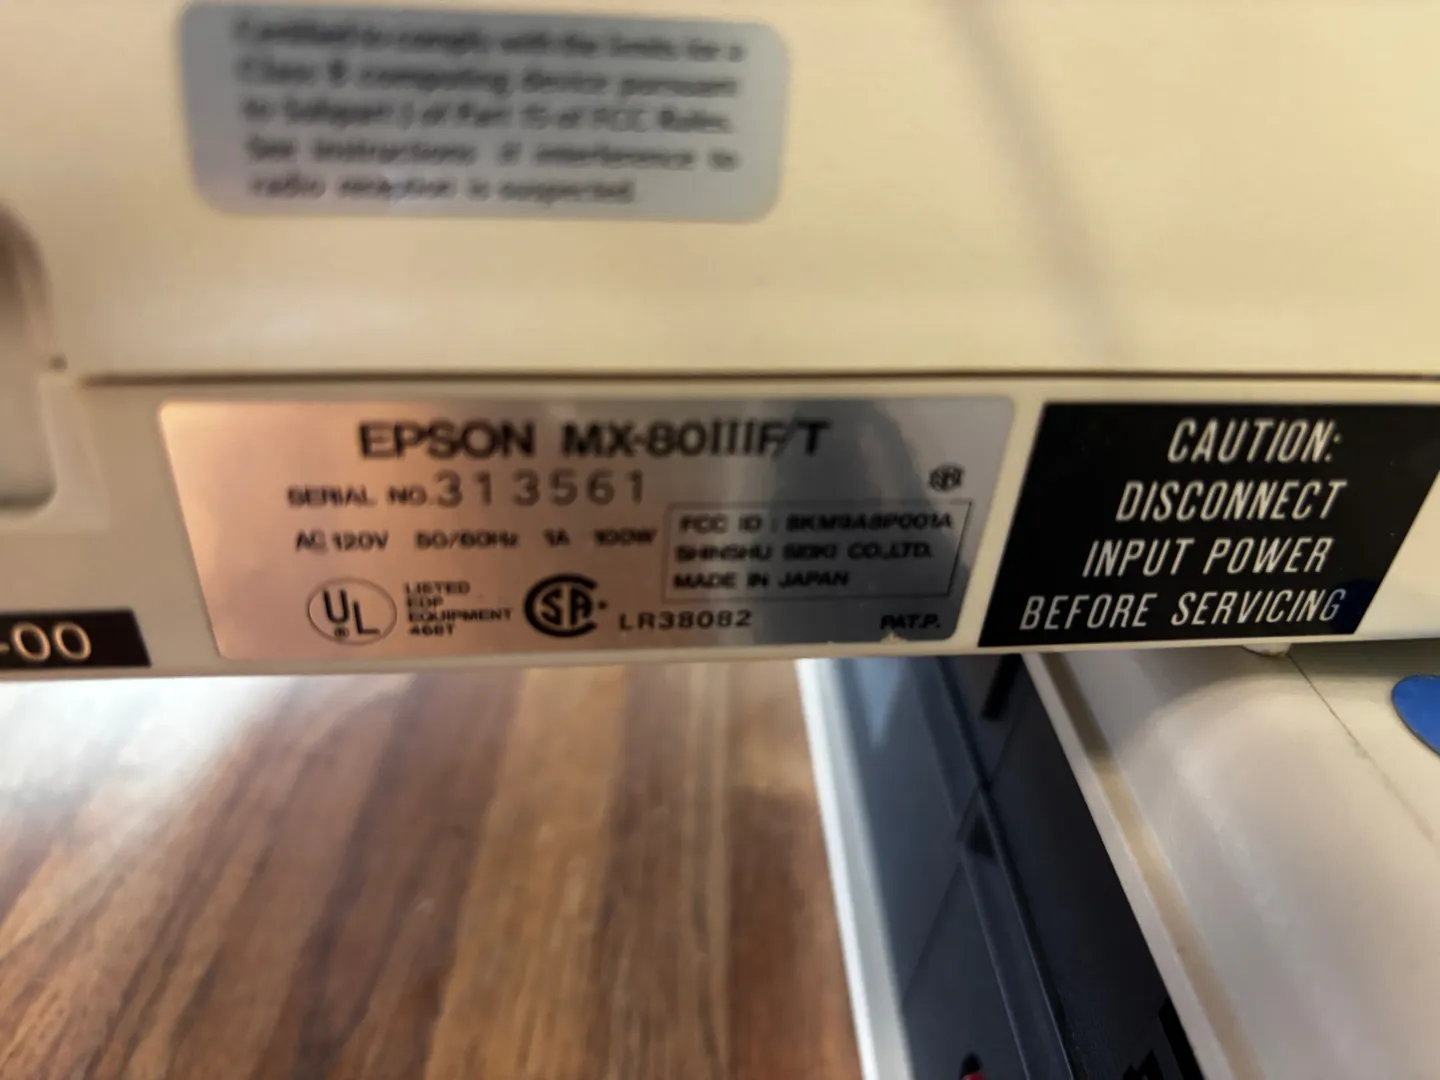 Certified to comply with the limits for a
Class B computing device pursuant
to Subpart J of Part 15 of FCC Rules.
See instructions if interference to
radio reception is suspected.
EPSON MX-80IIIF/T
SERIAL NO. 313561
AC 120V 50/60Hz 1A 100W
FCC ID : BKM9A8P001A
SHINSHU SEIKI CO.,LTD.
MADE IN JAPAN
UL
LISTED
EDP
EQUIPMENT
468T
SA
LR38082
PAT.P.
-00
CAUTION:
DISCONNECT
INPUT POWER
BEFORE SERVICING